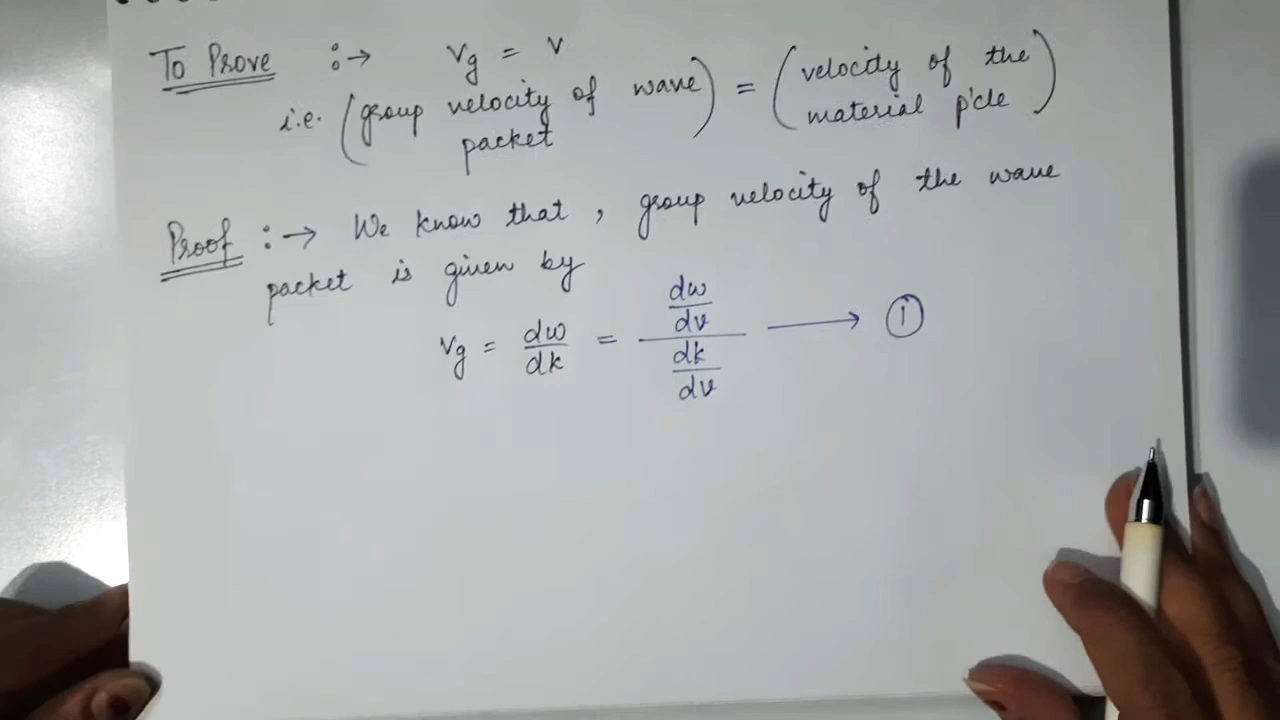 To Prove :→ vg = v
i.e. (group velocity of wave packet) = (velocity of the material p'cle)
Proof :→ We know that, group velocity of the wave
packet is given by
vg = dω/dk = (dω/dv)/(dk/dv) → ①